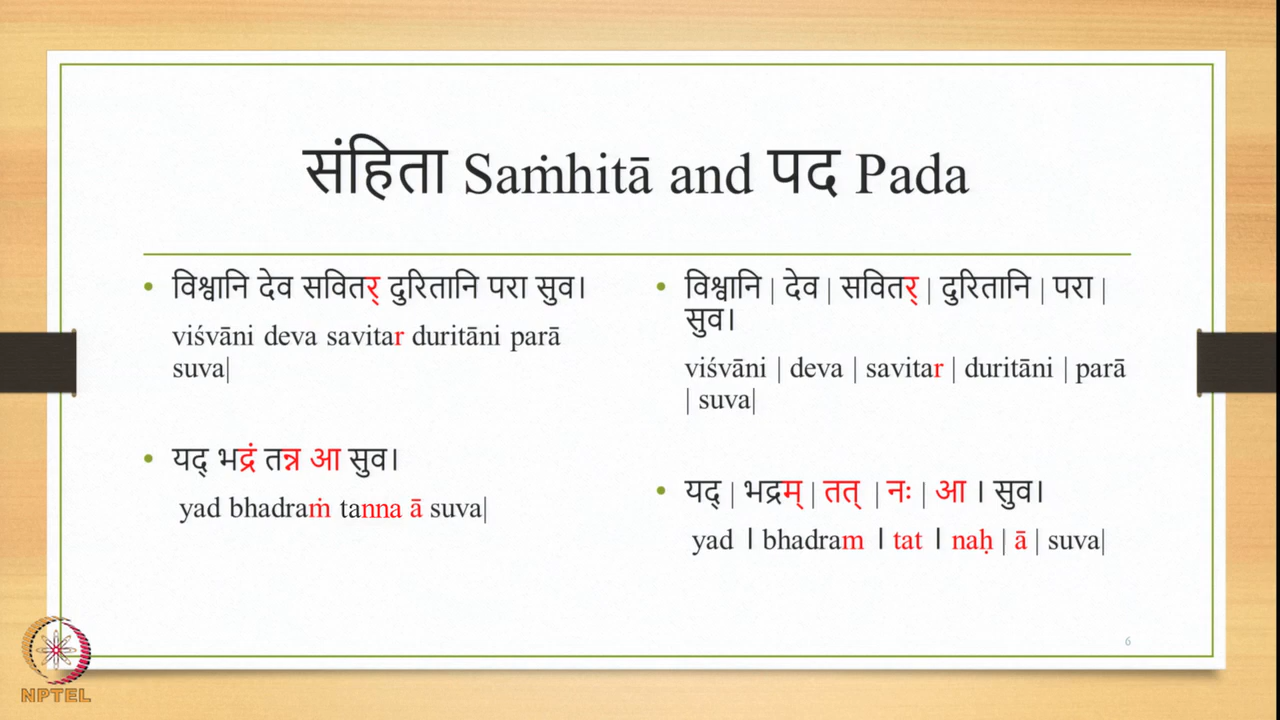 संहिता Saṁhitā and पद Pada
• विश्वानि देव सवितर् दुरितानि परा सुव।
viśvāni deva savitar duritāni parā
suva|
• यद् भद्रं तन्न आ सुव।
yad bhadraṁ tanna ā suva|
• विश्वानि | देव | सवितर् | दुरितानि | परा |
सुव।
viśvāni | deva | savitar | duritāni | parā
| suva|
• यद् | भद्रम् | तत् | नः | आ । सुव।
yad । bhadram । tat । naḥ | ā | suva|
6
NPTEL